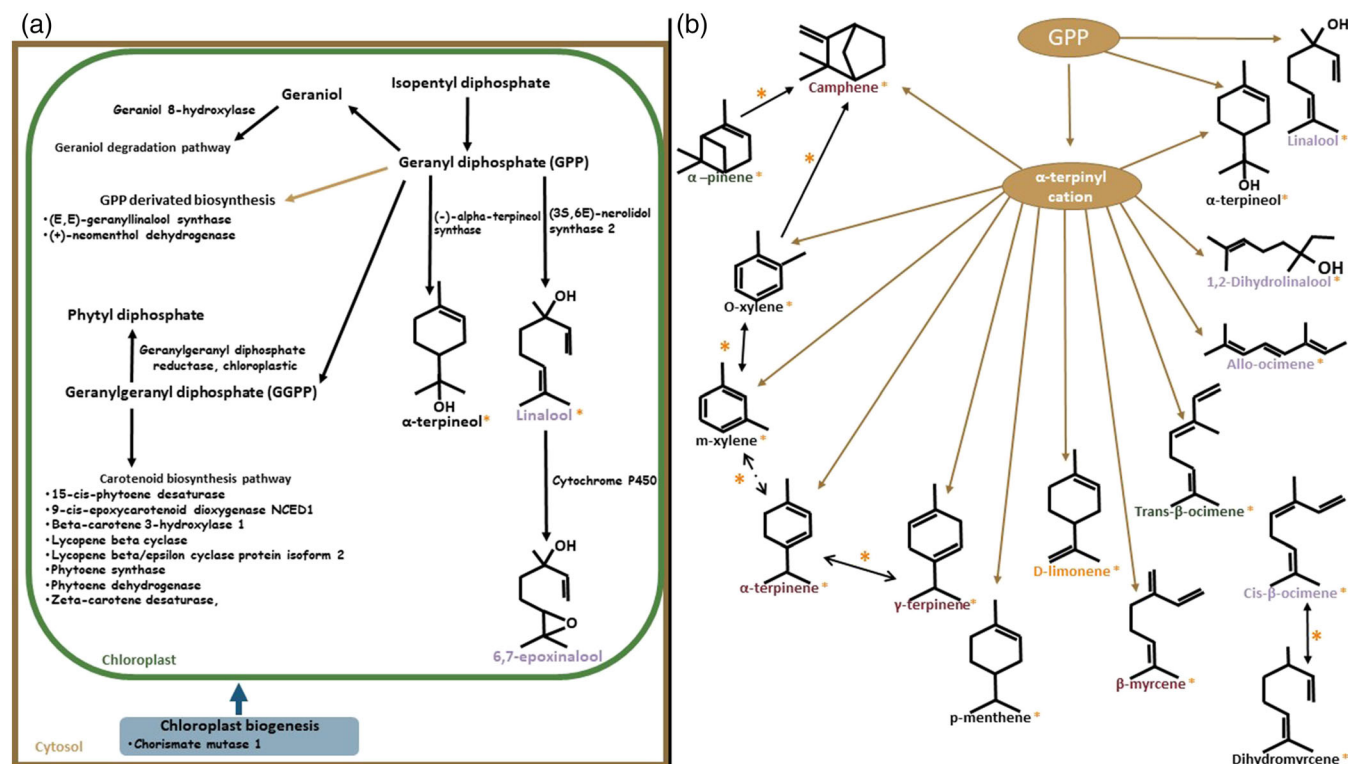 (a)
Isopentyl diphosphate
Geraniol
Geraniol 8-hydroxylase
Geraniol degradation pathway
Geranyl diphosphate (GPP)
GPP derivated biosynthesis
•(E,E)-geranyllinalool synthase
•(+)-neomenthol dehydrogenase
(-)-alpha-terpineol
synthase
(3S,6E)-nerolidol
synthase 2
Phytyl diphosphate
Geranylgeranyl diphosphate
reductase, chloroplastic
Geranylgeranyl diphosphate (GGPP)
OH
α-terpineol*
OH
Linalool*
Carotenoid biosynthesis pathway
•15-cis-phytoene desaturase
•9-cis-epoxycarotenoid dioxygenase NCED1
•Beta-carotene 3-hydroxylase 1
•Lycopene beta cyclase
•Lycopene beta/epsilon cyclase protein isoform 2
•Phytoene synthase
•Phytoene dehydrogenase
•Zeta-carotene desaturase,
Cytochrome P450
OH
O
6,7-epoxinalool
Chloroplast
Chloroplast biogenesis
•Chorismate mutase 1
Cytosol
(b)
GPP
OH
Linalool*
Camphene*
*
α-pinene*
*
α-terpinyl
cation
OH
α-terpineol*
OH
1,2-Dihydrolinalool*
O-xylene*
*
Allo-ocimene*
m-xylene*
*
Trans-β-ocimene*
D-limonene*
α-terpinene*
*
γ-terpinene*
Cis-β-ocimene*
*
β-myrcene*
p-menthene*
Dihydromyrcene*